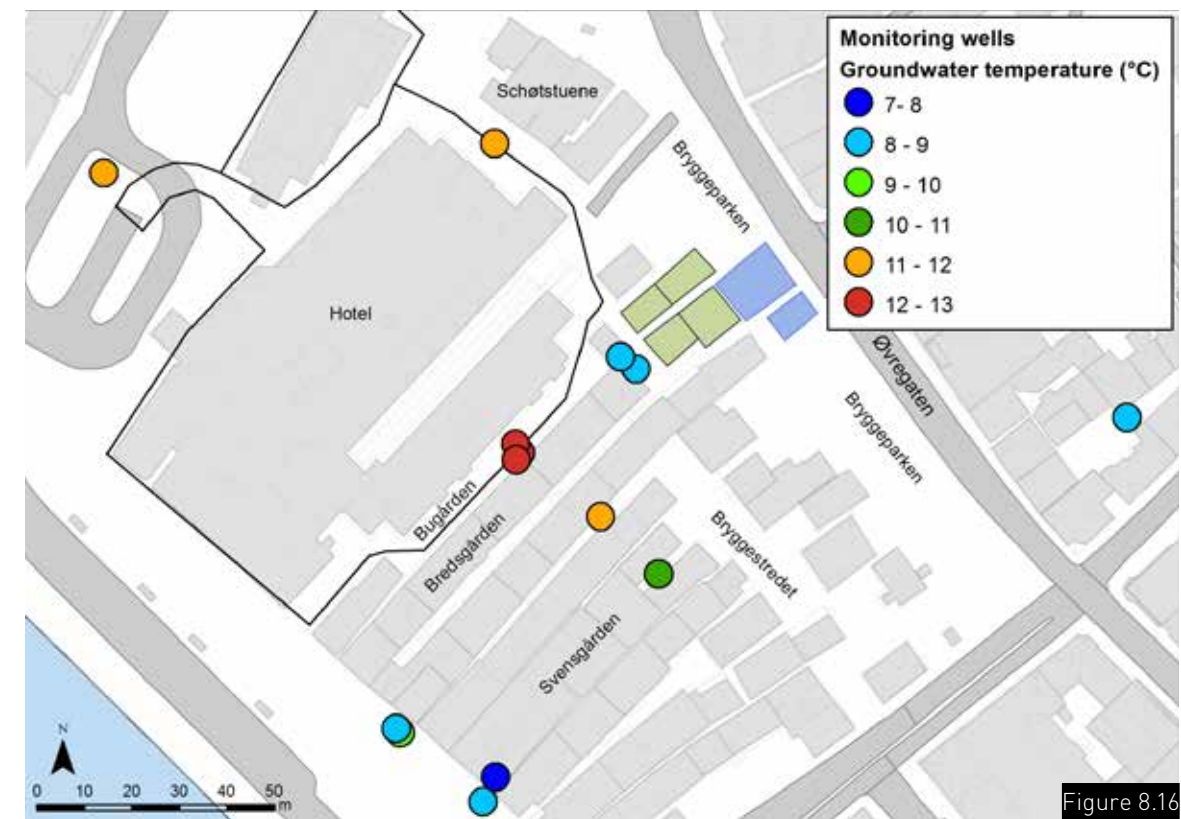 Monitoring wells
Groundwater temperature (°C)
7- 8
8 - 9
9 - 10
10 - 11
11 - 12
12 - 13
Schøtstuene
Bryggeparken
Hotel
Øvregaten
Bryggeparken
Bugården
Bredsgården
Bryggestredet
Svensgården
N
0 10 20 30 40 50
m
Figure 8.16